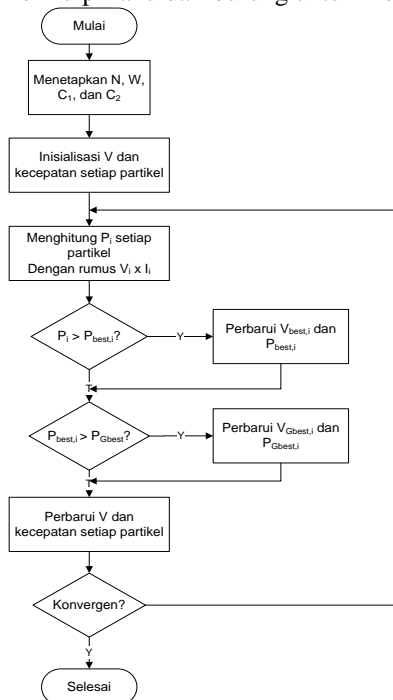 Mulai
Menetapkan N, W,
C1, dan C2
Inisialisasi V dan
kecepatan setiap partikel
Menghitung Pi setiap
partikel
Dengan rumus Vi x Ii
Pi > Pbest,i?
Y
Perbarui Vbest,i dan
Pbest,i
T
Pbest,i > PGbest?
Y
Perbarui VGbest,i dan
PGbest,i
T
Perbarui V dan
kecepatan setiap partikel
Konvergen?
Y
Selesai